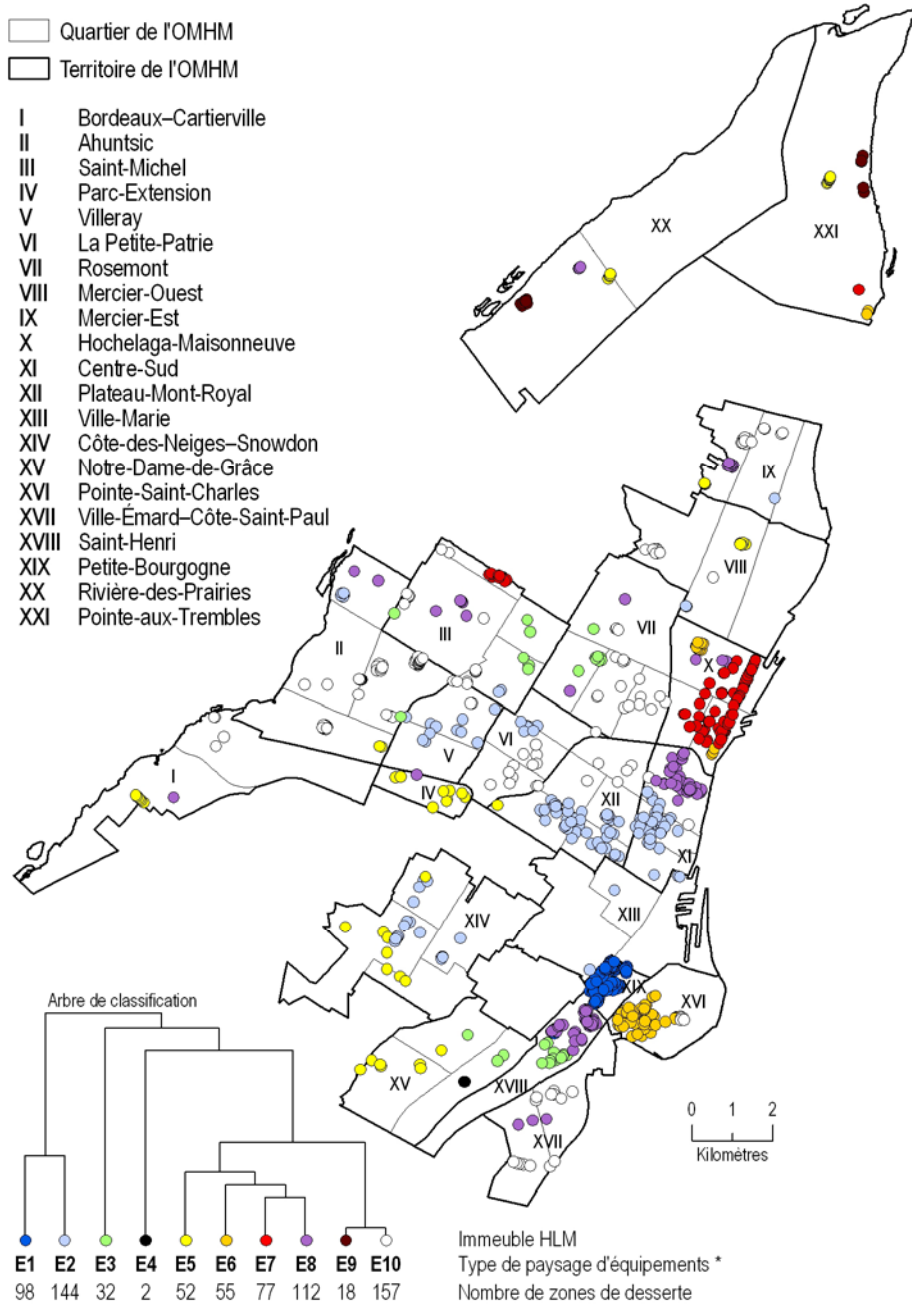 Quartier de l'OMHM
Territoire de l'OMHM
I Bordeaux–Cartierville
II Ahuntsic
III Saint-Michel
IV Parc-Extension
V Villeray
VI La Petite-Patrie
VII Rosemont
VIII Mercier-Ouest
IX Mercier-Est
X Hochelaga-Maisonneuve
XI Centre-Sud
XII Plateau-Mont-Royal
XIII Ville-Marie
XIV Côte-des-Neiges–Snowdon
XV Notre-Dame-de-Grâce
XVI Pointe-Saint-Charles
XVII Ville-Émard–Côte-Saint-Paul
XVIII Saint-Henri
XIX Petite-Bourgogne
XX Rivière-des-Prairies
XXI Pointe-aux-Trembles
XX
XXI
IX
VIII
VII
X
III
II
VI
V
I
IV
XII
XI
XIII
XIV
XIX
XVI
XV
XVIII
XVII
0 1 2
Kilomètres
Arbre de classification
Immeuble HLM
E1 E2 E3 E4 E5 E6 E7 E8 E9 E10 Type de paysage d'équipements *
98 144 32 2 52 55 77 112 18 157 Nombre de zones de desserte